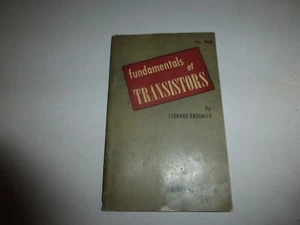 fundamentals of
TRANSISTORS
by
LEONARD KRUGMAN